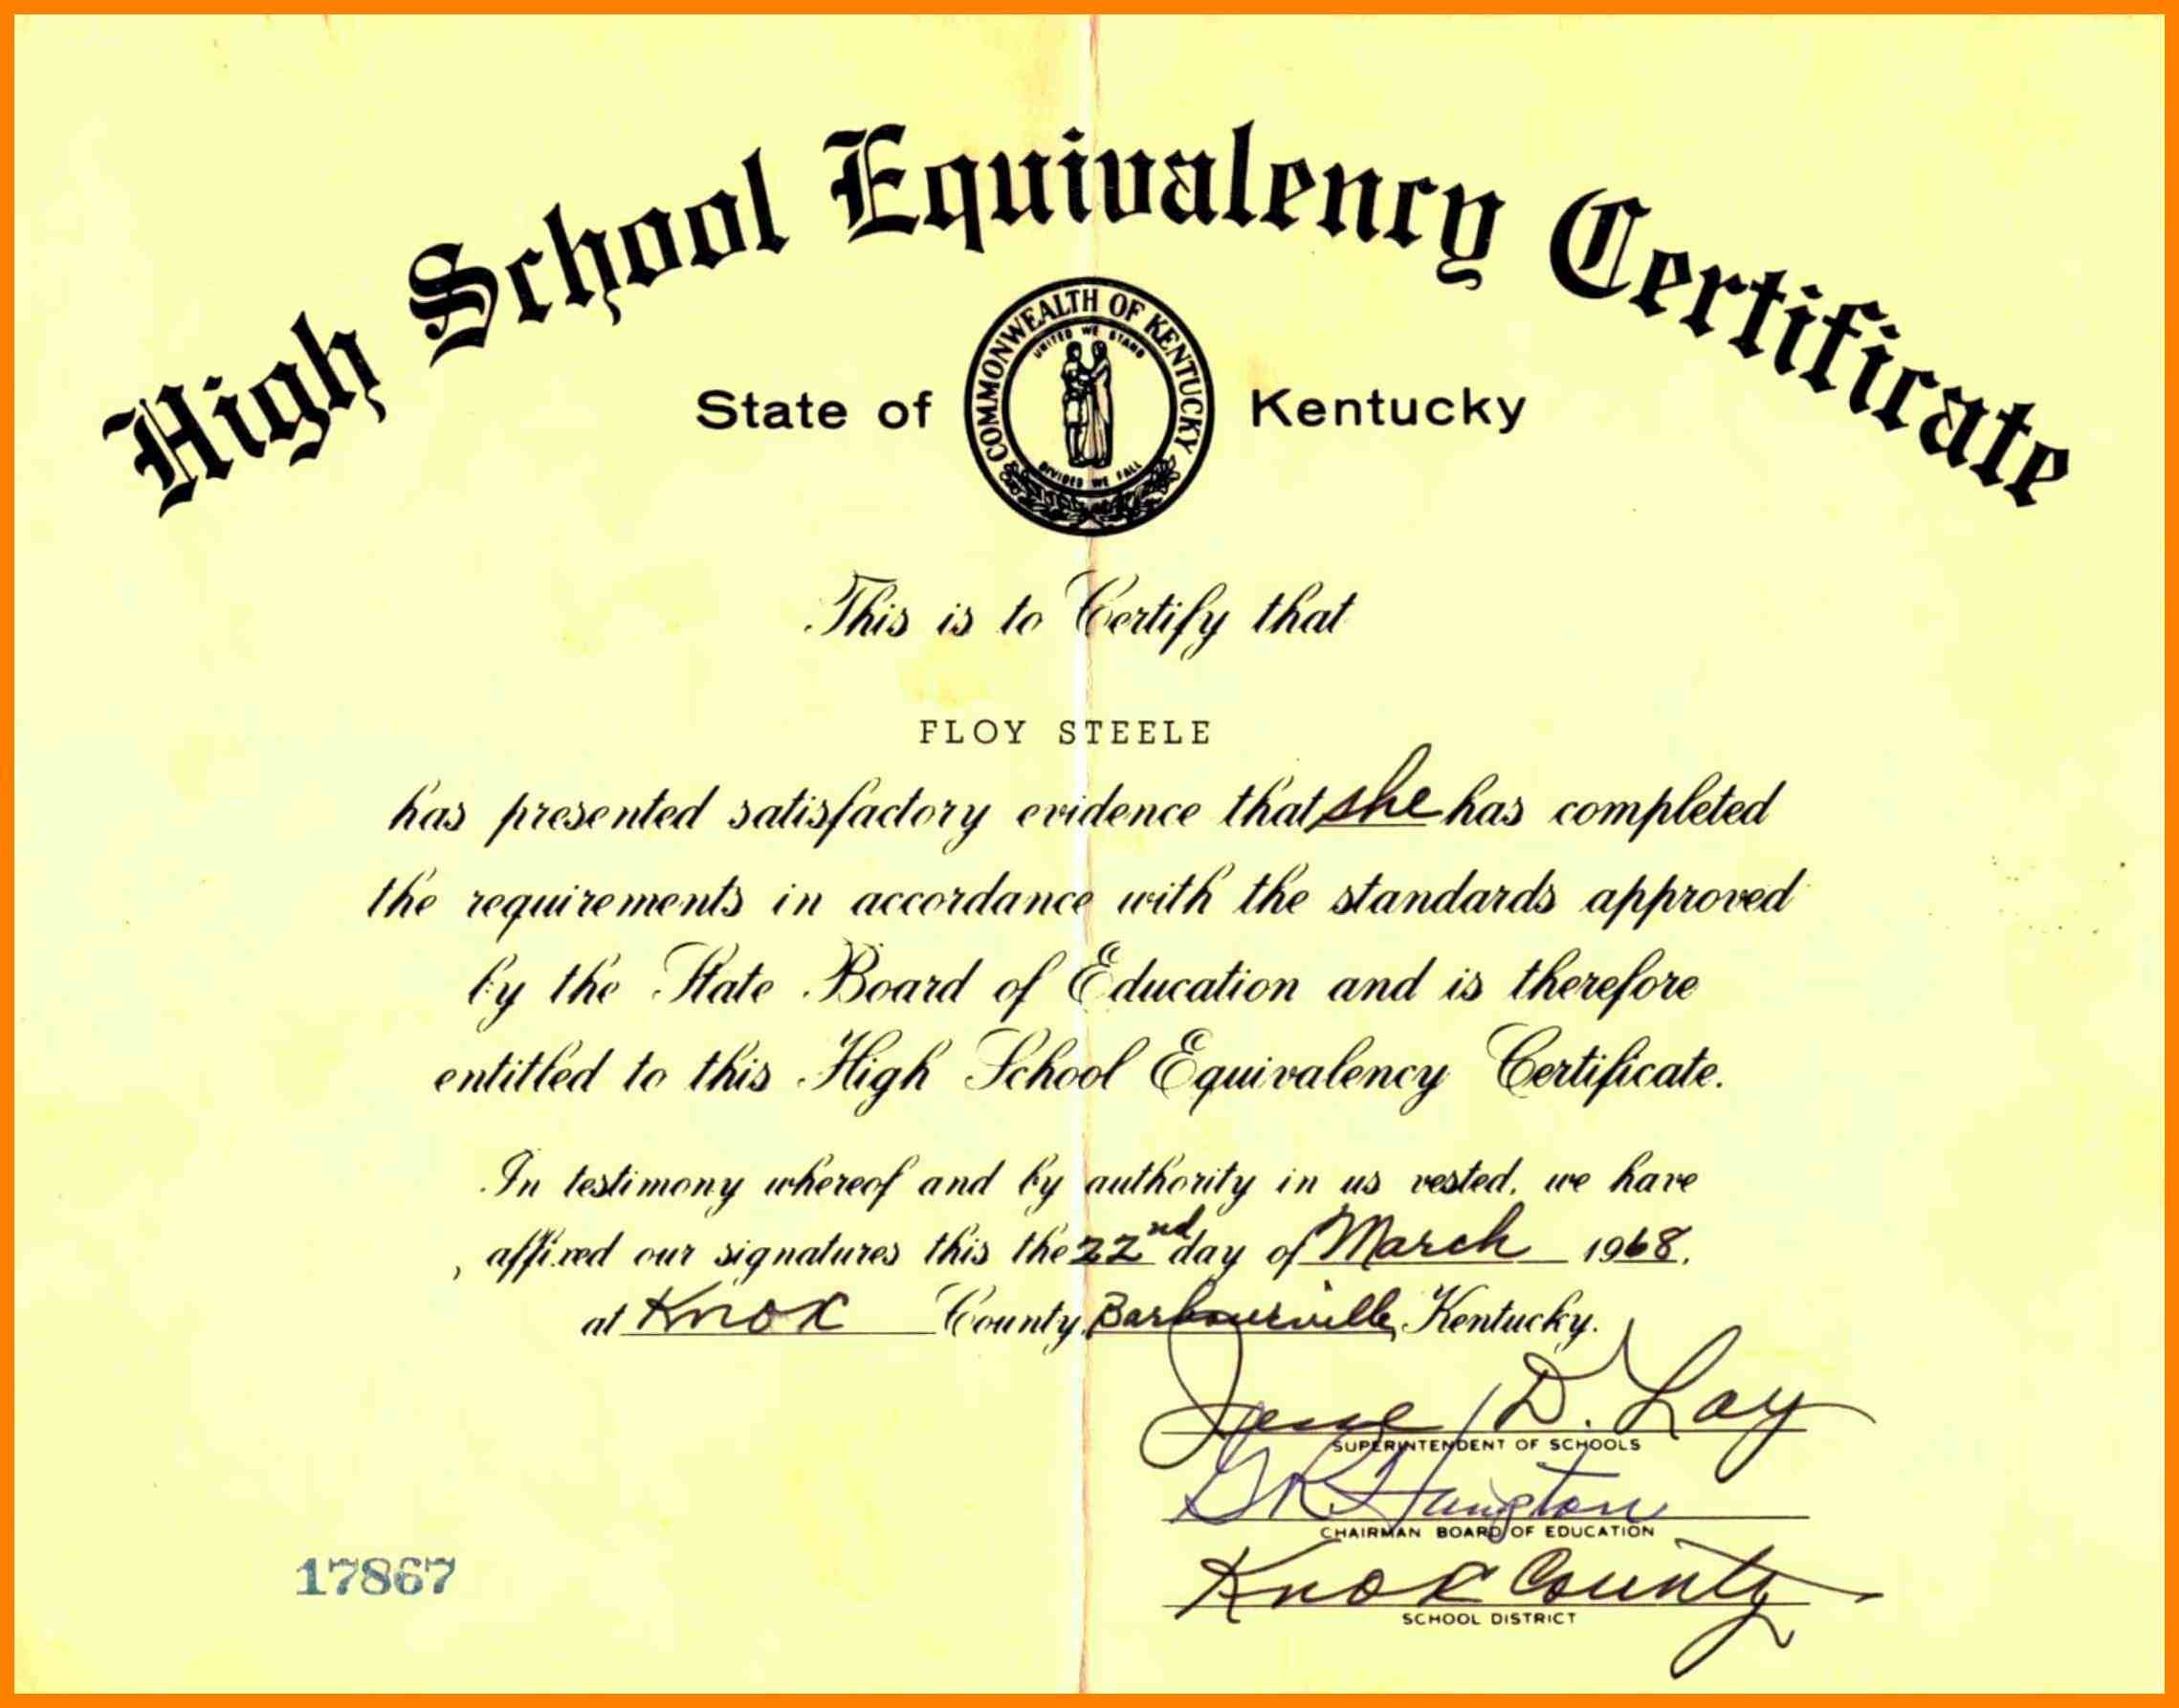 High School Equivalency Certificate
State of Kentucky
COMMONWEALTH OF KENTUCKY
UNITED WE STAND
DIVIDED WE FALL
This is to Certify that
FLOY STEELE
has presented satisfactory evidence that she has completed
the requirements in accordance with the standards approved
by the State Board of Education and is therefore
entitled to this High School Equivalency Certificate.
In testimony whereof and by authority in us vested, we have
affixed our signatures this the 22nd day of March 1968.
at Knox County, Barbourville, Kentucky.
Jesse D. Lay
SUPERINTENDENT OF SCHOOLS
CHAIRMAN BOARD OF EDUCATION
Knox County
SCHOOL DISTRICT
17867